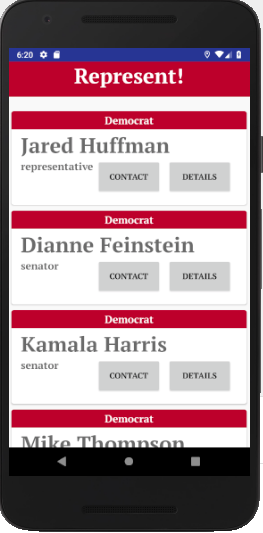 6:20
Represent!
Democrat
Jared Huffman
representative
CONTACT DETAILS
Democrat
Dianne Feinstein
senator
CONTACT DETAILS
Democrat
Kamala Harris
senator
CONTACT DETAILS
Democrat
Mike Thompson